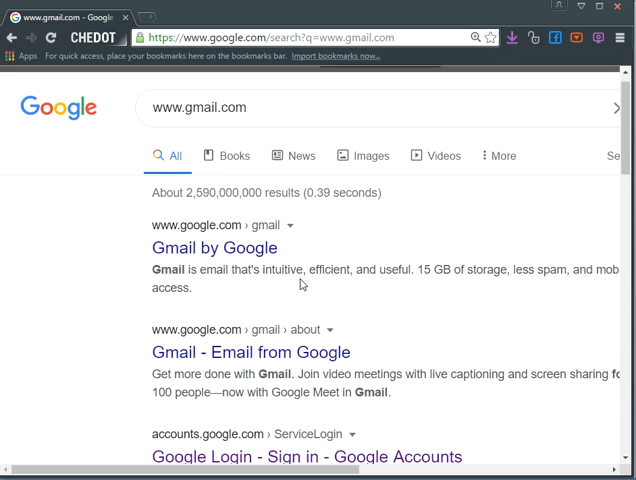 www.gmail.com - Google
CHEDOT
https://www.google.com/search?q=www.gmail.com
Apps For quick access, place your bookmarks here on the bookmarks bar. Import bookmarks now...
Google
www.gmail.com
All Books News Images Videos More Se
About 2,590,000,000 results (0.39 seconds)
www.google.com › gmail
Gmail by Google
Gmail is email that's intuitive, efficient, and useful. 15 GB of storage, less spam, and mob
access.
www.google.com › gmail › about
Gmail - Email from Google
Get more done with Gmail. Join video meetings with live captioning and screen sharing fo
100 people—now with Google Meet in Gmail.
accounts.google.com › ServiceLogin
Google Login - Sign in - Google Accounts